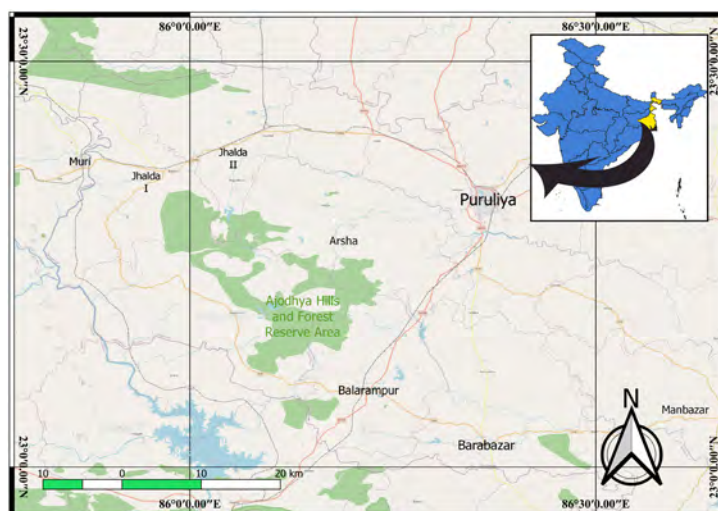 86°0′0.00″E
86°30′0.00″E
23°30′0.00″N
23°30′0.00″N
Muri
Jhalda
I
Jhalda
II
Puruliya
Arsha
Ajodhya Hills
and Forest
Reserve Area
Balarampur
Manbazar
Barabazar
N
23°0′0.00″N
23°0′0.00″N
10
0
10
20 km
86°0′0.00″E
86°30′0.00″E